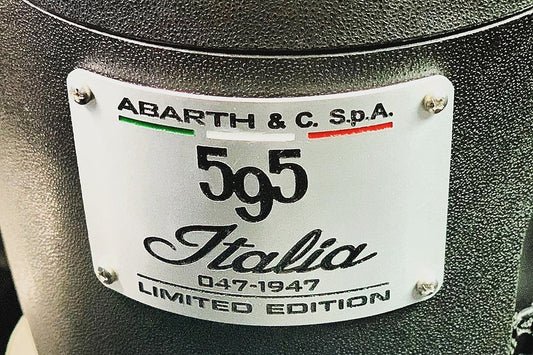 ABARTH & C. S.p.A.
595
Italia
047-1947
LIMITED EDITION